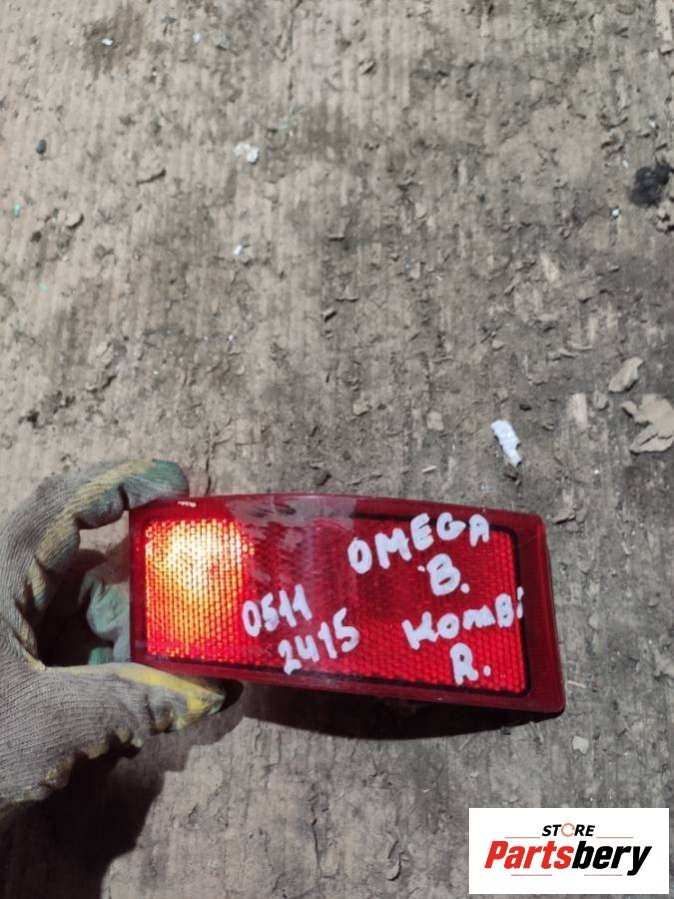 OMEGA
B.
Kombi
R.
0511
2415
STORE
Partsbery